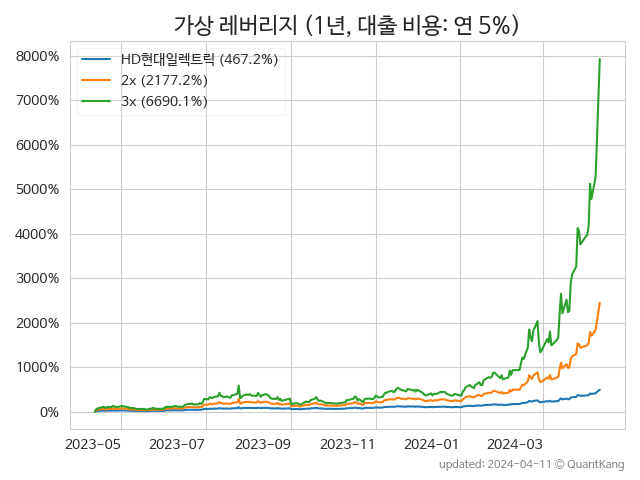 가상 레버리지 (1년, 대출 비용: 연 5%)
8000%
7000%
6000%
5000%
4000%
3000%
2000%
1000%
0%
HD현대일렉트릭 (467.2%)
2x (2177.2%)
3x (6690.1%)
2023-05 2023-07 2023-09 2023-11 2024-01 2024-03
updated: 2024-04-11 © QuantKang